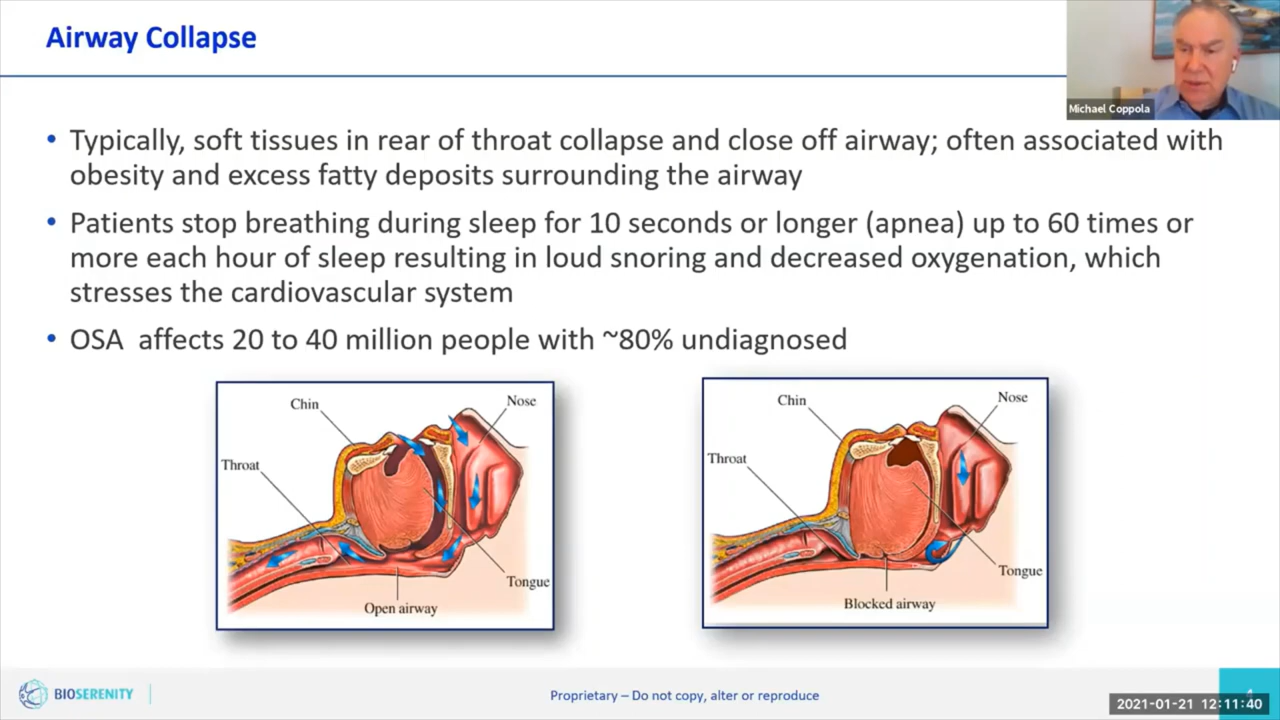 Airway Collapse
Michael Coppola
• Typically, soft tissues in rear of throat collapse and close off airway; often associated with
obesity and excess fatty deposits surrounding the airway
• Patients stop breathing during sleep for 10 seconds or longer (apnea) up to 60 times or
more each hour of sleep resulting in loud snoring and decreased oxygenation, which
stresses the cardiovascular system
• OSA affects 20 to 40 million people with ~80% undiagnosed
Chin
Nose
Throat
Tongue
Open airway
Chin
Nose
Throat
Tongue
Blocked airway
BIOSERENITY
Proprietary – Do not copy, alter or reproduce
4
2021-01-21 12:11:40